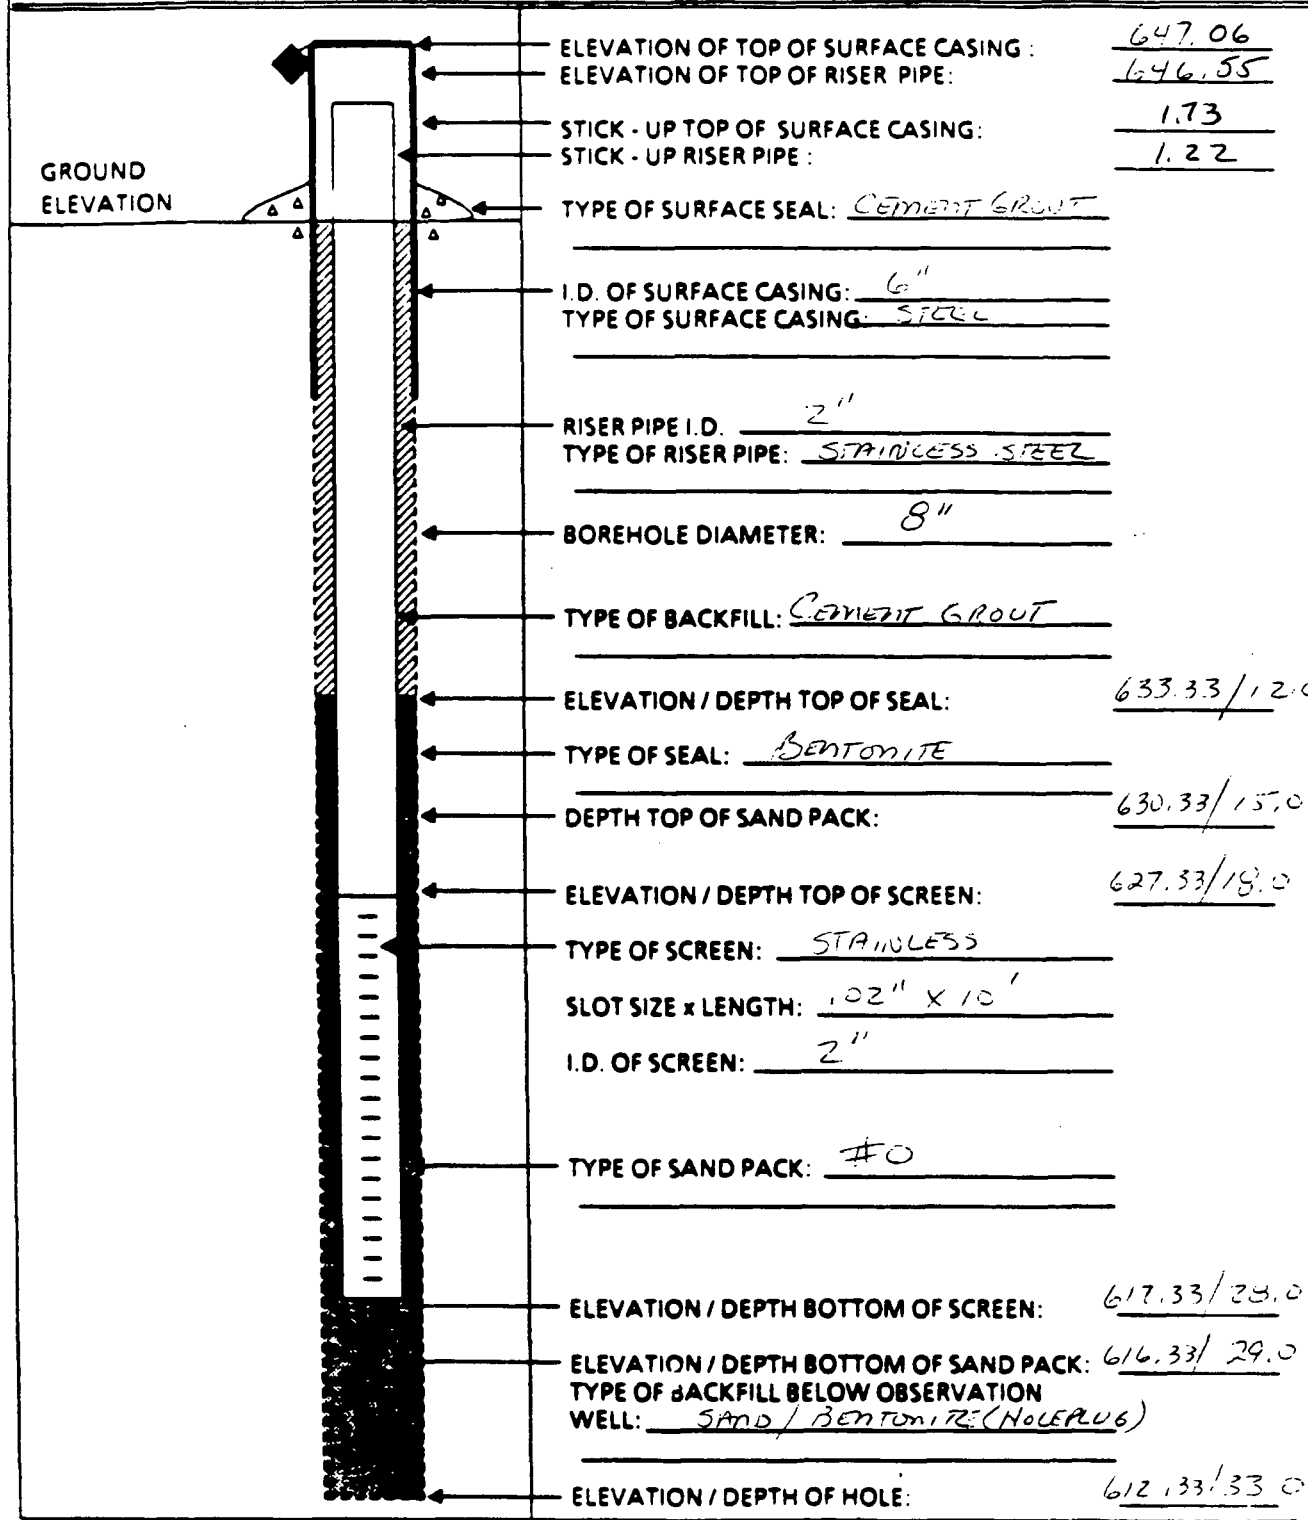 ELEVATION OF TOP OF SURFACE CASING : 647.06
ELEVATION OF TOP OF RISER PIPE: 646.55
STICK - UP TOP OF SURFACE CASING: 1.73
STICK - UP RISER PIPE : 1.22
GROUND
ELEVATION
TYPE OF SURFACE SEAL: CEMENT GROUT
I.D. OF SURFACE CASING: 6"
TYPE OF SURFACE CASING: STEEL
RISER PIPE I.D. 2"
TYPE OF RISER PIPE: STAINLESS STEEL
BOREHOLE DIAMETER: 8"
TYPE OF BACKFILL: CEMENT GROUT
ELEVATION / DEPTH TOP OF SEAL: 633.33/12.0
TYPE OF SEAL: BENTONITE
DEPTH TOP OF SAND PACK: 630.33/15.0
ELEVATION / DEPTH TOP OF SCREEN: 627.33/18.0
TYPE OF SCREEN: STAINLESS
SLOT SIZE x LENGTH: .02" X 10'
I.D. OF SCREEN: 2"
TYPE OF SAND PACK: #0
ELEVATION / DEPTH BOTTOM OF SCREEN: 617.33/28.0
ELEVATION / DEPTH BOTTOM OF SAND PACK: 616.33/ 29.0
TYPE OF BACKFILL BELOW OBSERVATION
WELL: SAND / BENTONITE (HOLEPLUG)
ELEVATION / DEPTH OF HOLE: 612.33/33.0